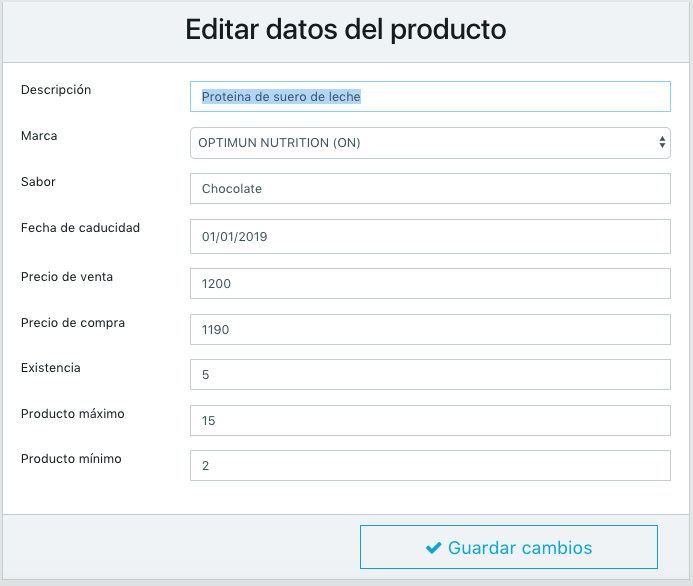 Editar datos del producto
Descripción
Proteina de suero de leche
Marca
OPTIMUN NUTRITION (ON)
Sabor
Chocolate
Fecha de caducidad
01/01/2019
Precio de venta
1200
Precio de compra
1190
Existencia
5
Producto máximo
15
Producto mínimo
2
Guardar cambios